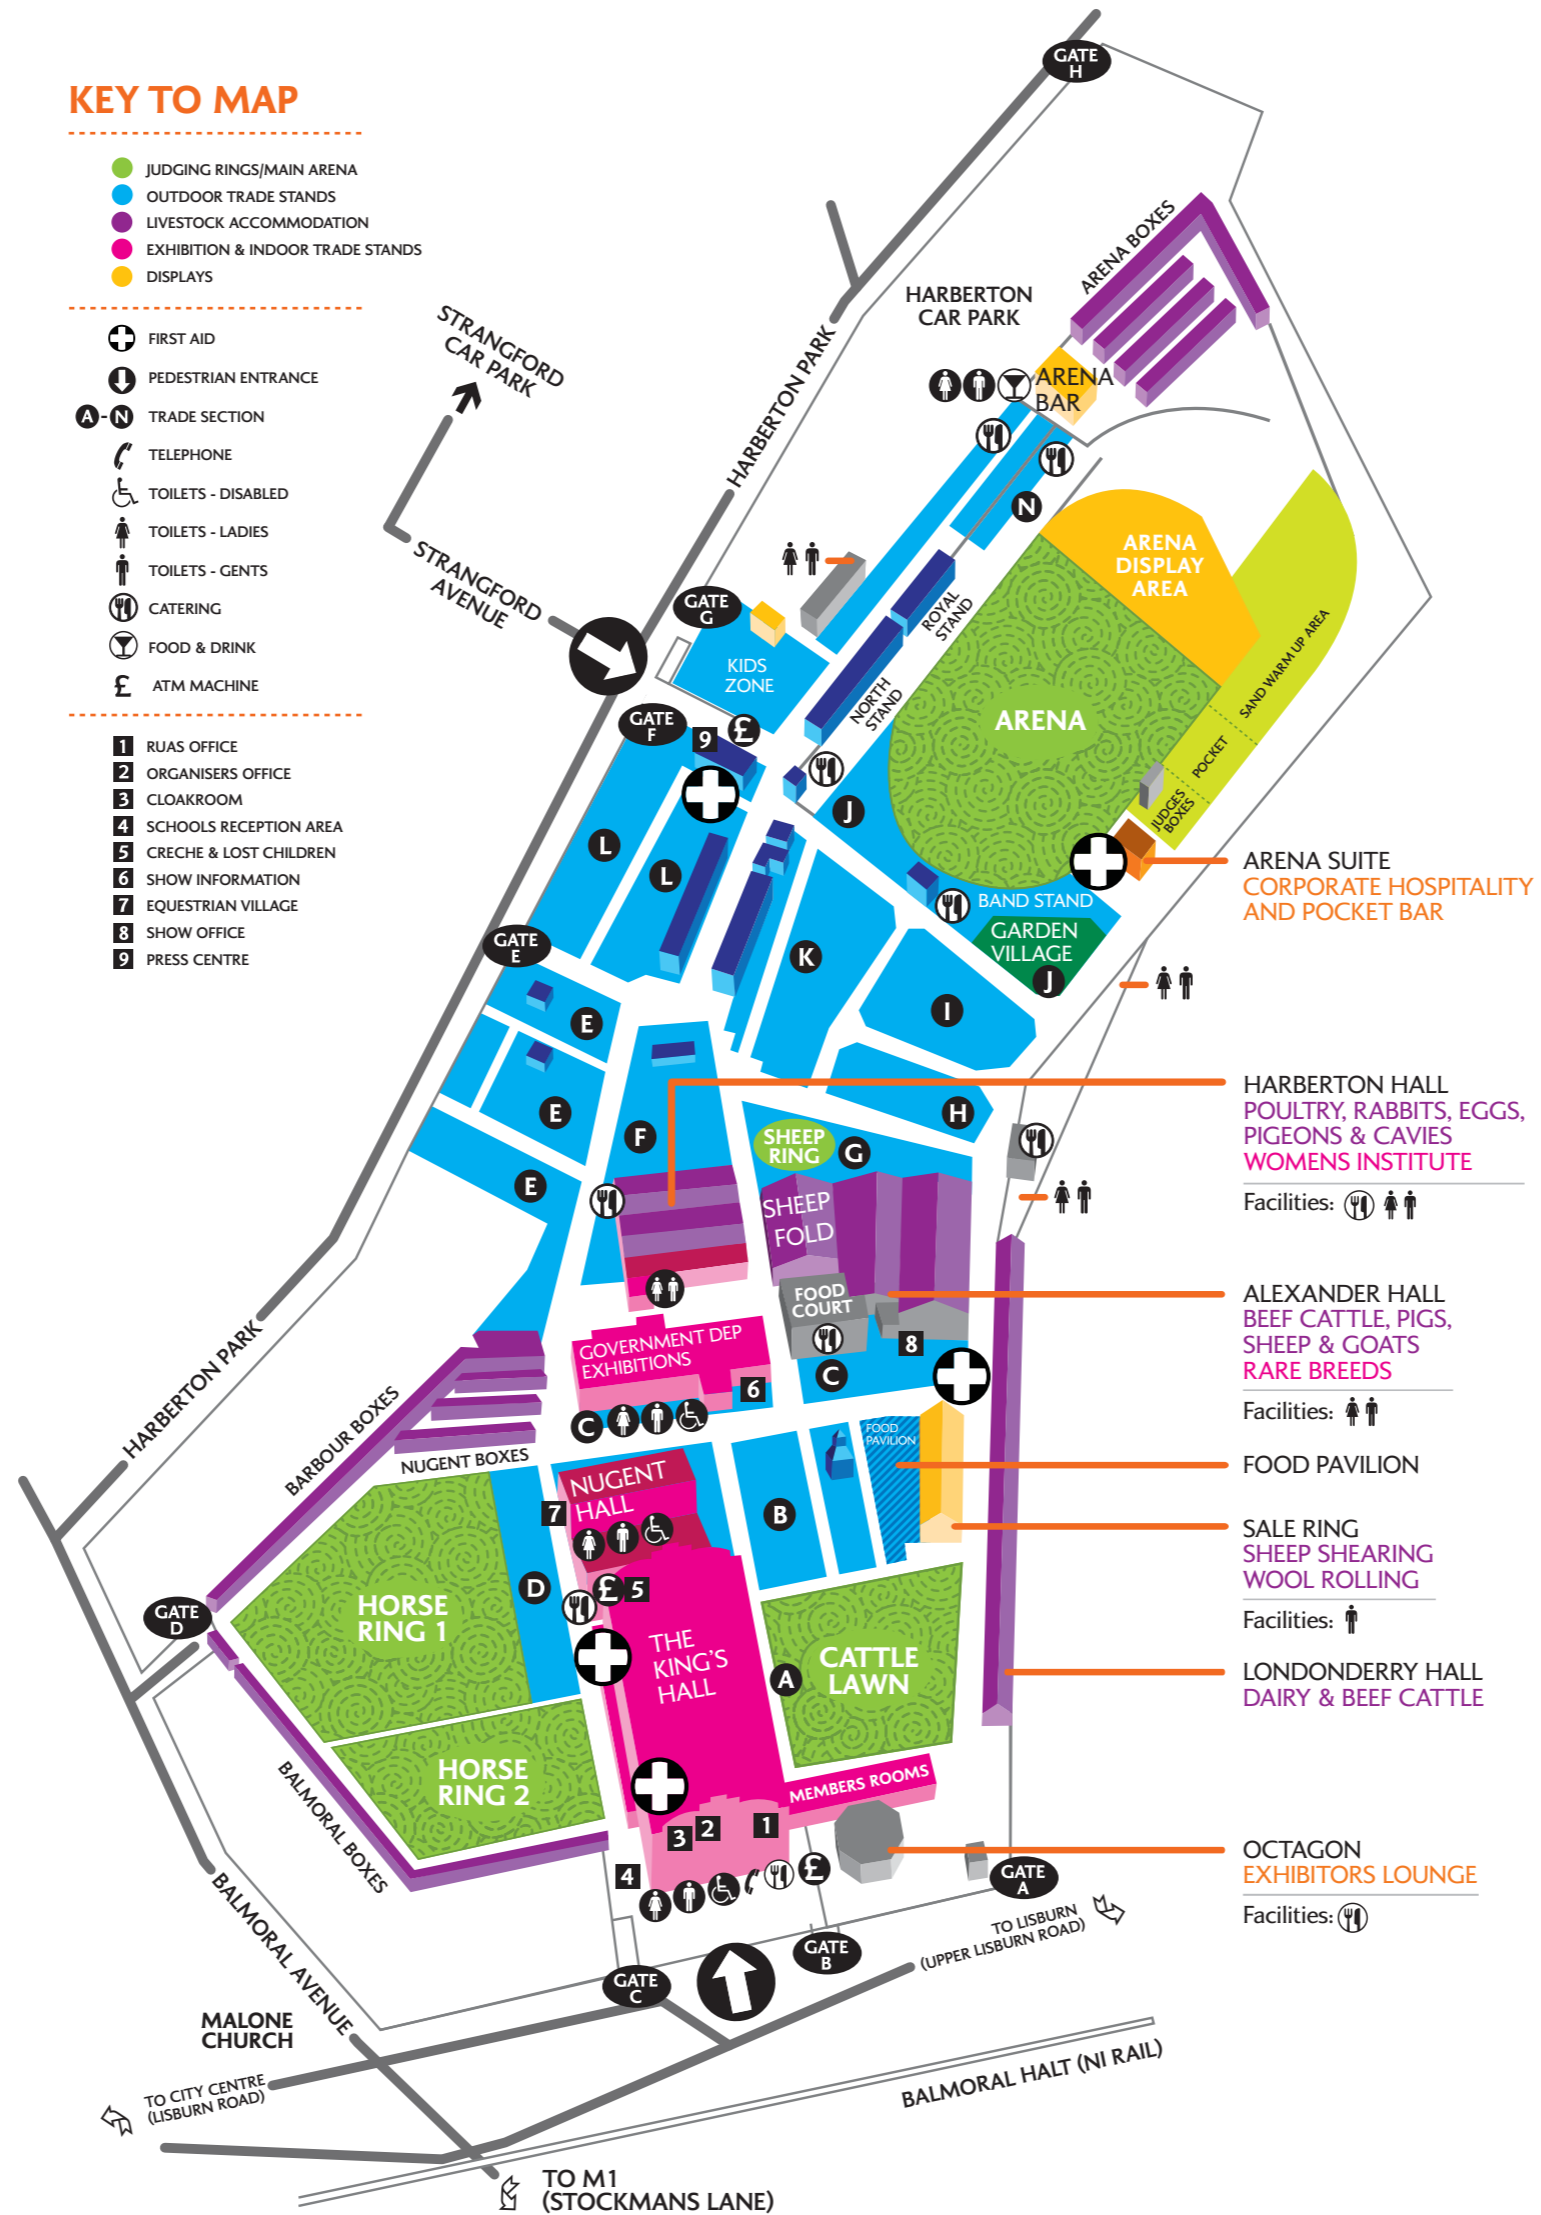 KEY TO MAP
JUDGING RINGS/MAIN ARENA
OUTDOOR TRADE STANDS
LIVESTOCK ACCOMMODATION
EXHIBITION & INDOOR TRADE STANDS
DISPLAYS
FIRST AID
PEDESTRIAN ENTRANCE
A - N TRADE SECTION
TELEPHONE
TOILETS - DISABLED
TOILETS - LADIES
TOILETS - GENTS
CATERING
FOOD & DRINK
£ ATM MACHINE
1 RUAS OFFICE
2 ORGANISERS OFFICE
3 CLOAKROOM
4 SCHOOLS RECEPTION AREA
5 CRECHE & LOST CHILDREN
6 SHOW INFORMATION
7 EQUESTRIAN VILLAGE
8 SHOW OFFICE
9 PRESS CENTRE
GATE
H
ARENA BOXES
HARBERTON
CAR PARK
STRANGFORD
CAR PARK
HARBERTON PARK
ARENA
BAR
N
STRANGFORD
AVENUE
ARENA
DISPLAY
AREA
GATE
G
ROYAL
STAND
KIDS
ZONE
NORTH
STAND
SAND WARM UP AREA
ARENA
GATE
F
9
£
POCKET
JUDGES
BOXES
J
L
L
ARENA SUITE
CORPORATE HOSPITALITY
AND POCKET BAR
BAND STAND
GARDEN
VILLAGE
J
GATE
E
K
I
E
E
E
F
H
SHEEP
RING
G
HARBERTON HALL
POULTRY, RABBITS, EGGS,
PIGEONS & CAVIES
WOMENS INSTITUTE
Facilities:
SHEEP
FOLD
FOOD
COURT
8
C
ALEXANDER HALL
BEEF CATTLE, PIGS,
SHEEP & GOATS
RARE BREEDS
Facilities:
GOVERNMENT DEP
EXHIBITIONS
6
C
HARBERTON PARK
BARBOUR BOXES
NUGENT BOXES
FOOD
PAVILION
FOOD PAVILION
NUGENT
HALL
7
B
SALE RING
SHEEP SHEARING
WOOL ROLLING
Facilities:
D
£
5
GATE
D
HORSE
RING 1
THE
KING'S
HALL
A
CATTLE
LAWN
LONDONDERRY HALL
DAIRY & BEEF CATTLE
HORSE
RING 2
BALMORAL BOXES
MEMBERS ROOMS
3
2
1
4
£
OCTAGON
EXHIBITORS LOUNGE
Facilities:
GATE
A
TO LISBURN
(UPPER LISBURN ROAD)
GATE
B
GATE
C
BALMORAL AVENUE
MALONE
CHURCH
TO CITY CENTRE
(LISBURN ROAD)
BALMORAL HALT (NI RAIL)
TO M1
(STOCKMANS LANE)